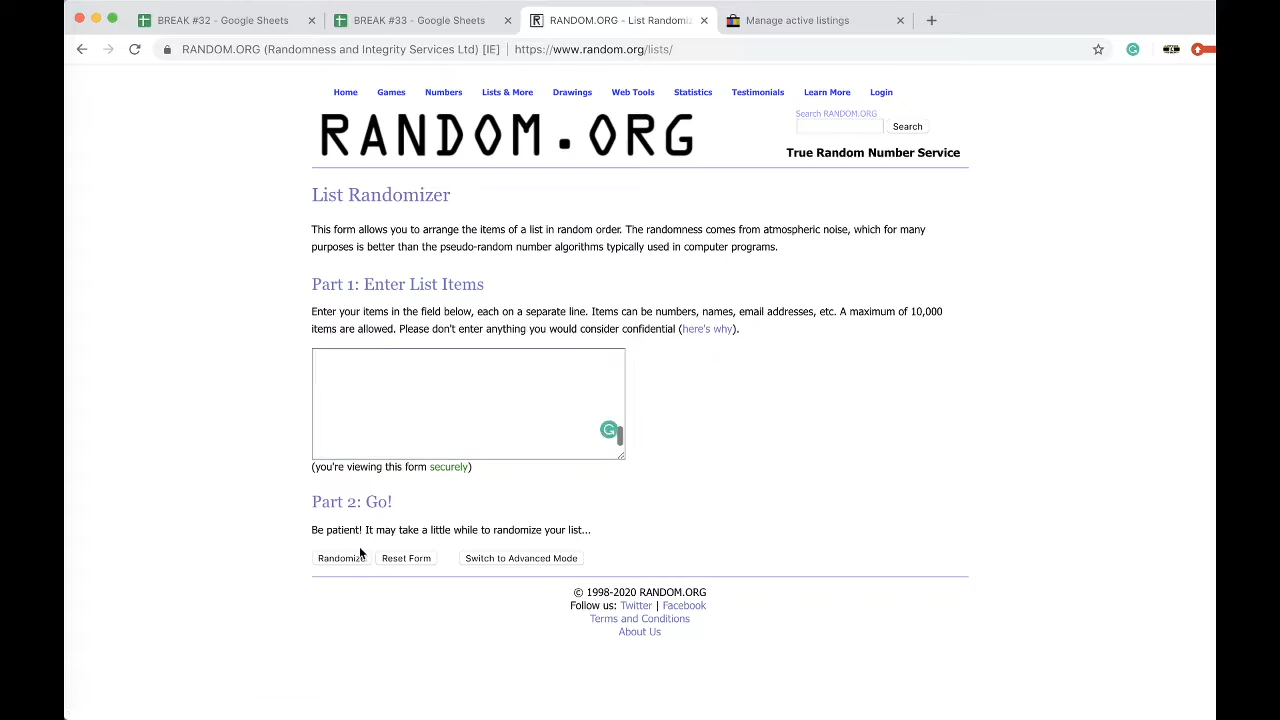 BREAK #32 - Google Sheets
BREAK #33 - Google Sheets
RANDOM.ORG - List Randomiz
Manage active listings
RANDOM.ORG (Randomness and Integrity Services Ltd) [IE]
https://www.random.org/lists/
Home Games Numbers Lists & More Drawings Web Tools Statistics Testimonials Learn More Login
Search RANDOM.ORG
RANDOM.ORG
Search
True Random Number Service
List Randomizer
This form allows you to arrange the items of a list in random order. The randomness comes from atmospheric noise, which for many
purposes is better than the pseudo-random number algorithms typically used in computer programs.
Part 1: Enter List Items
Enter your items in the field below, each on a separate line. Items can be numbers, names, email addresses, etc. A maximum of 10,000
items are allowed. Please don't enter anything you would consider confidential (here's why).
(you're viewing this form securely)
Part 2: Go!
Be patient! It may take a little while to randomize your list...
Randomize Reset Form Switch to Advanced Mode
© 1998-2020 RANDOM.ORG
Follow us: Twitter | Facebook
Terms and Conditions
About Us